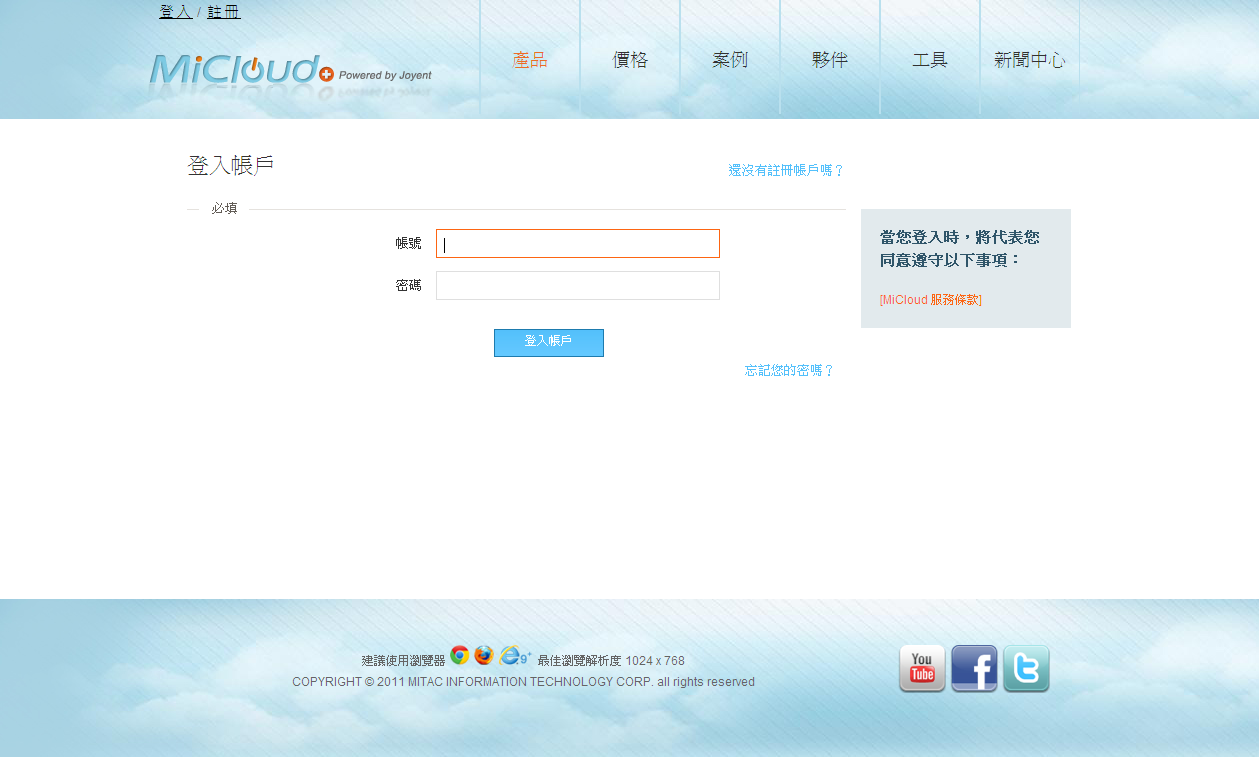 登入 / 註冊
MiCloud Powered by Joyent
產品 價格 案例 夥伴 工具 新聞中心
登入帳戶
還沒有註冊帳戶嗎？
必填
帳號
密碼
登入帳戶
忘記您的密嗎？
當您登入時，將代表您
同意遵守以下事項：
[MiCloud 服務條款]
建議使用瀏覽器 9+ 最佳瀏覽解析度 1024 x 768
COPYRIGHT © 2011 MITAC INFORMATION TECHNOLOGY CORP. all rights reserved
You
Tube